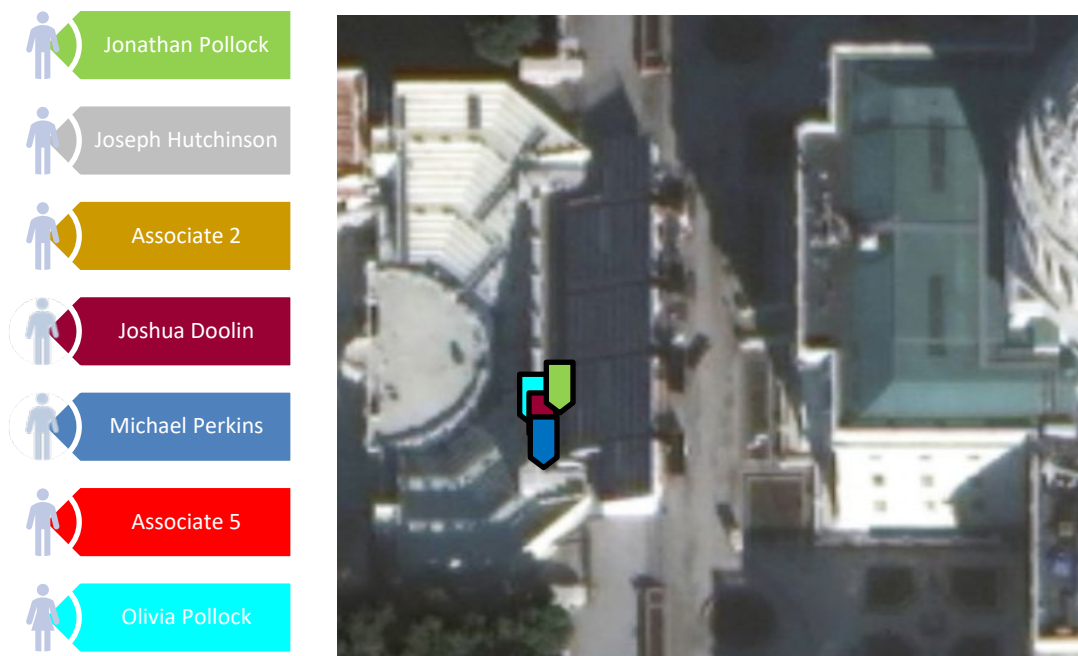 Jonathan Pollock
Joseph Hutchinson
Associate 2
Joshua Doolin
Michael Perkins
Associate 5
Olivia Pollock